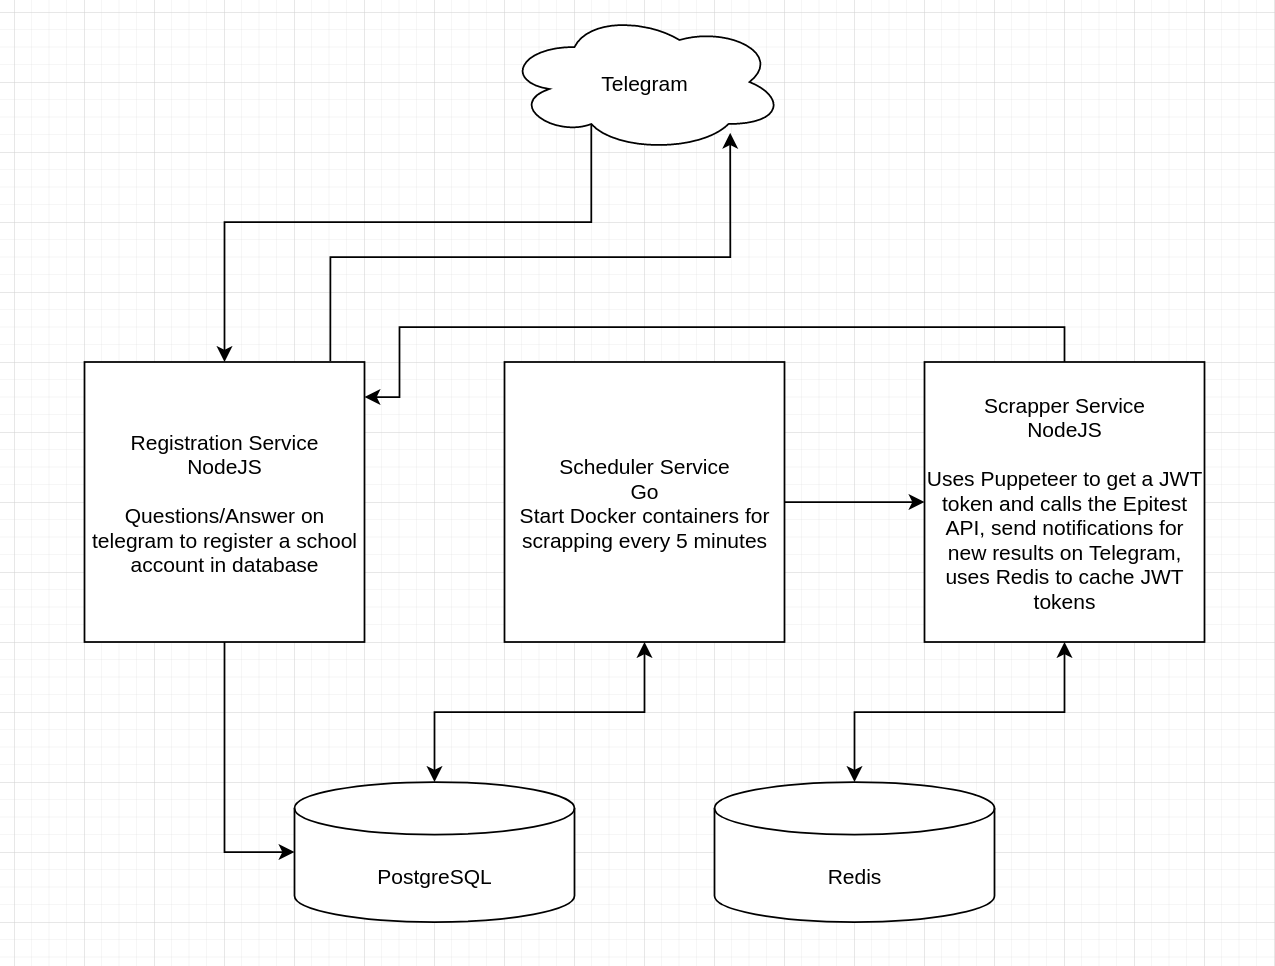 Telegram
Registration Service
NodeJS
Questions/Answer on
telegram to register a school
account in database
Scheduler Service
Go
Start Docker containers for
scrapping every 5 minutes
Scrapper Service
NodeJS
Uses Puppeteer to get a JWT
token and calls the Epitest
API, send notifications for
new results on Telegram,
uses Redis to cache JWT
tokens
PostgreSQL
Redis